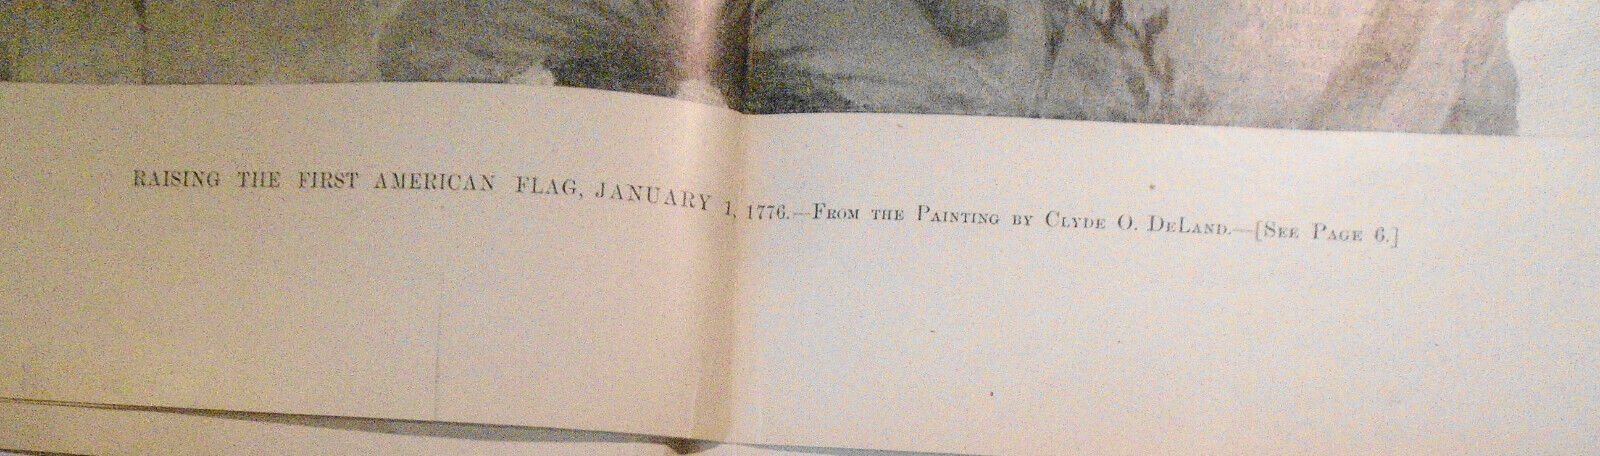 RAISING THE FIRST AMERICAN FLAG, JANUARY 1, 1776.—From the Painting by Clyde O. DeLand.—[See Page 6.]